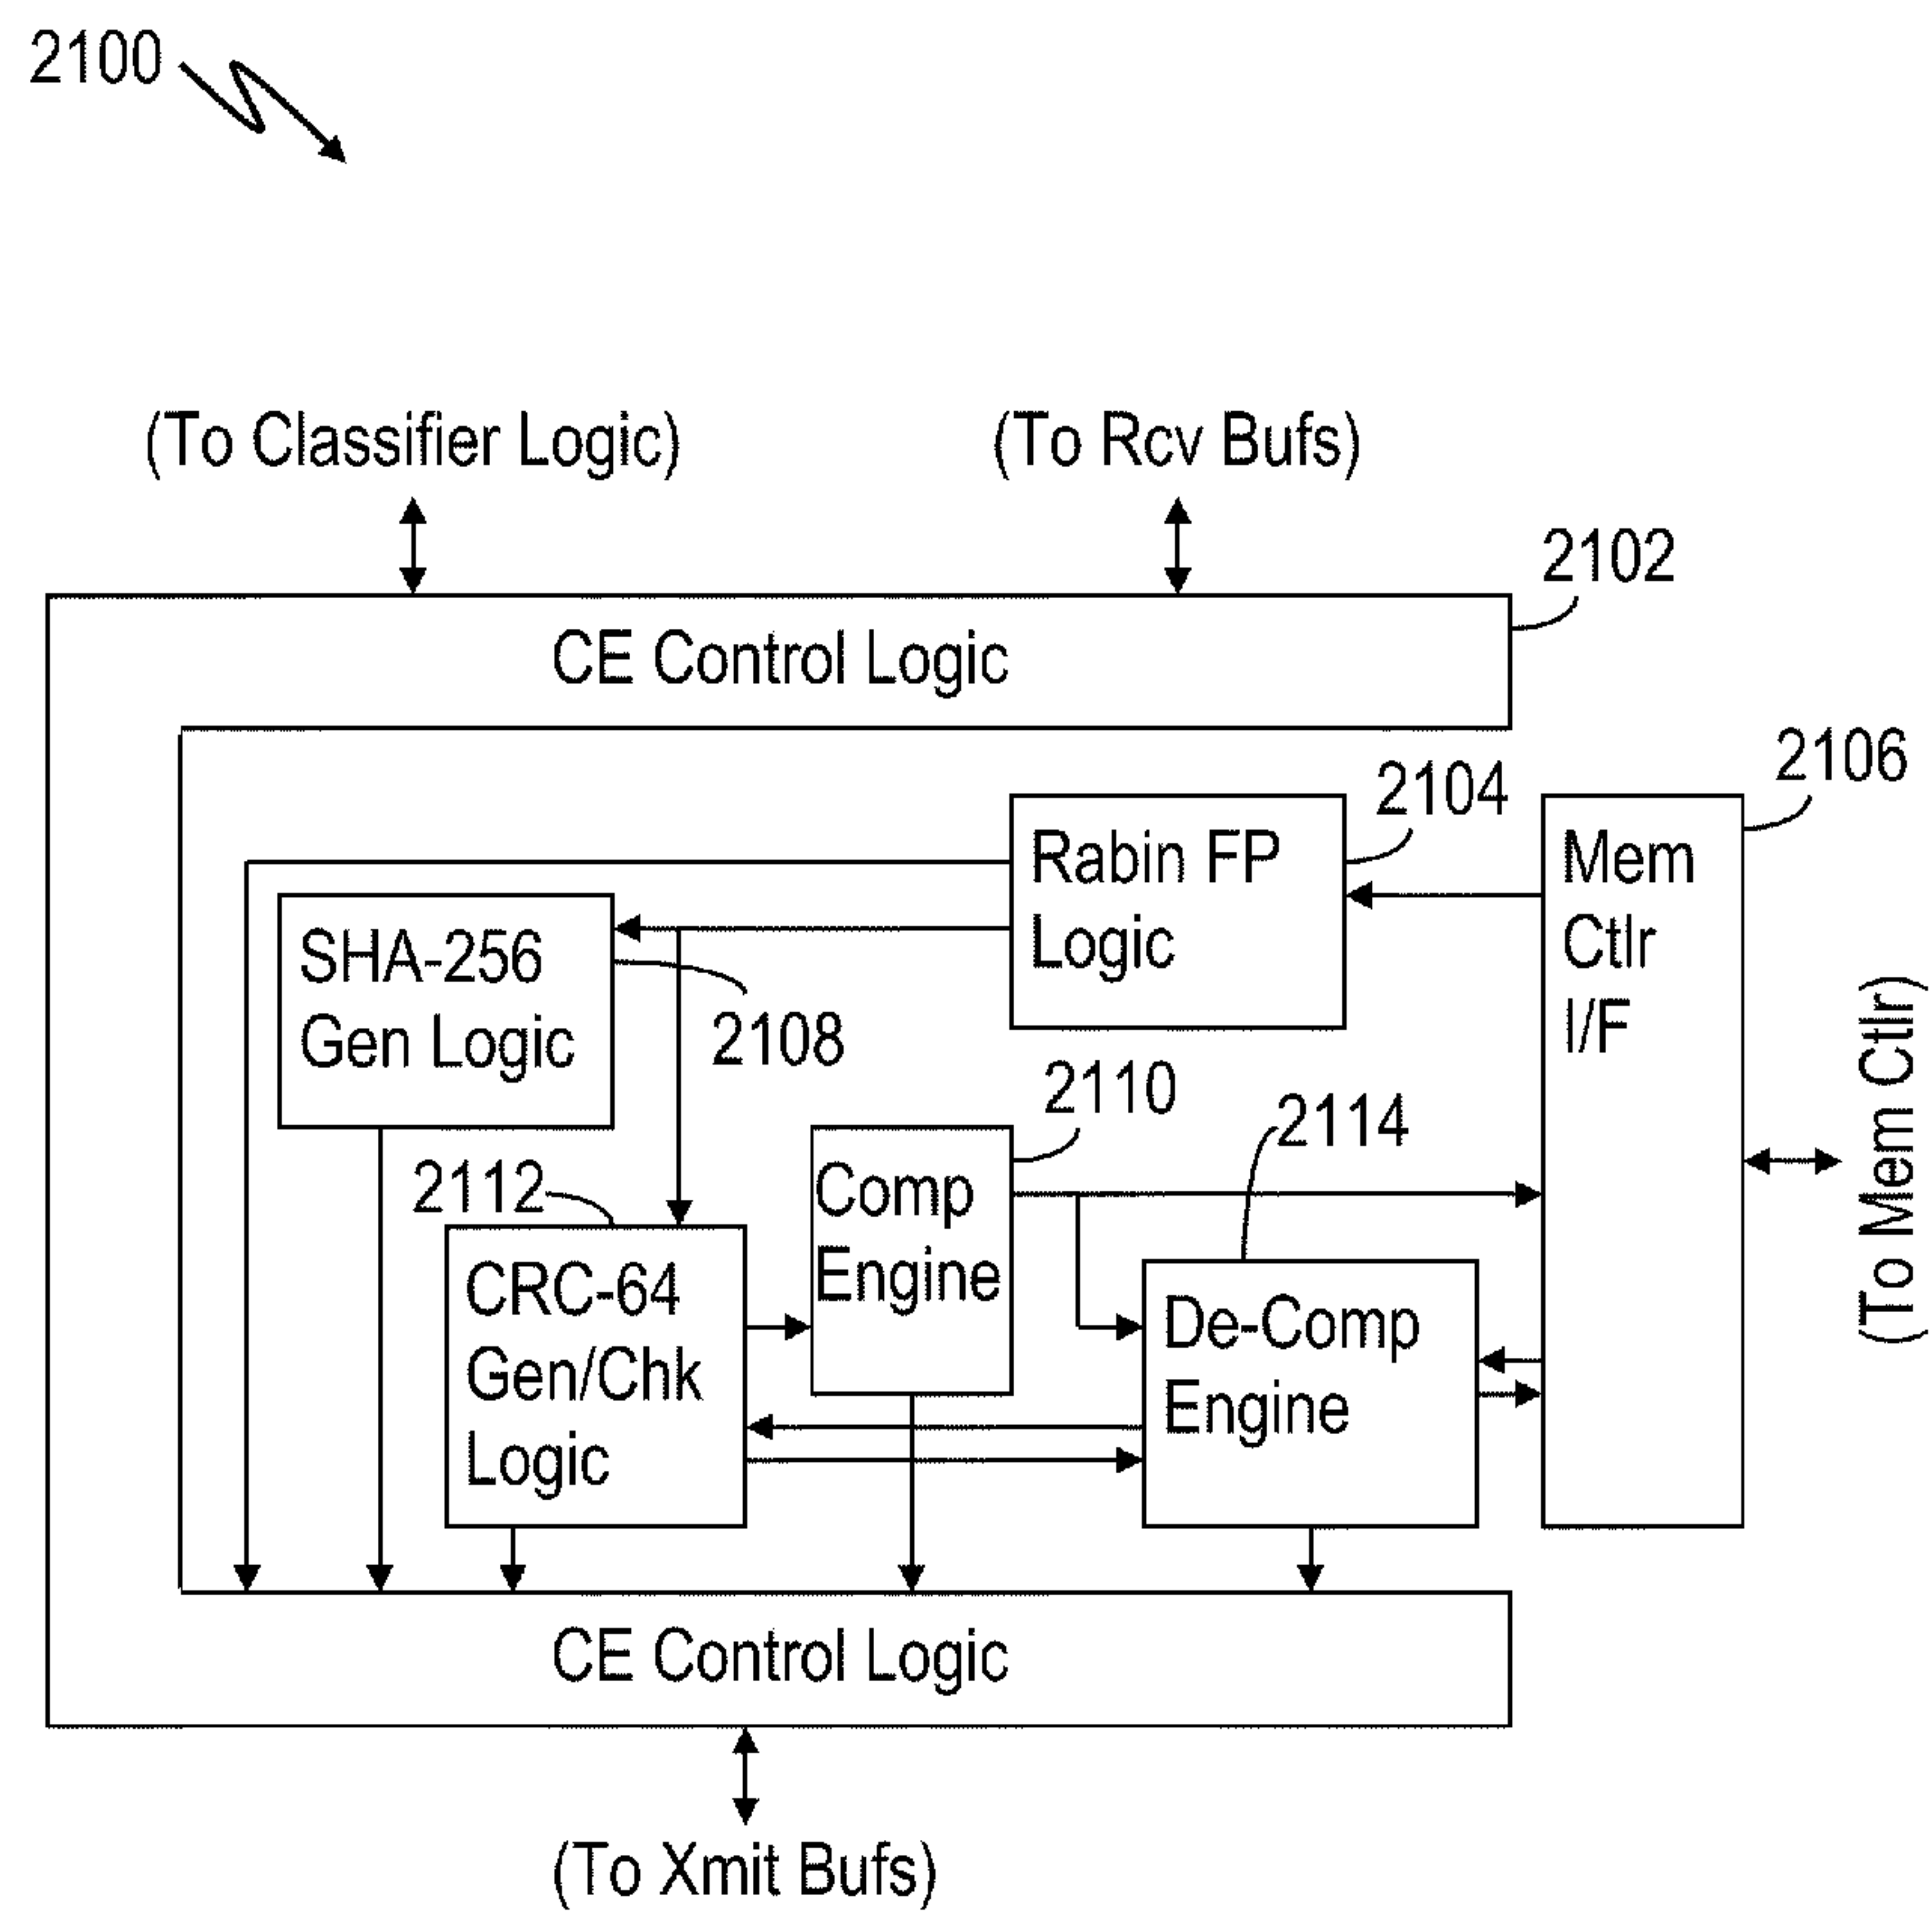 2100
(To Classifier Logic)
(To Rcv Bufs)
2102
CE Control Logic
2106
2104
Rabin FP
Logic
Mem
Ctlr
I/F
SHA-256
Gen Logic
2108
2110
2114
(To Mem Ctlr)
2112
Comp
Engine
CRC-64
Gen/Chk
Logic
De-Comp
Engine
CE Control Logic
(To Xmit Bufs)